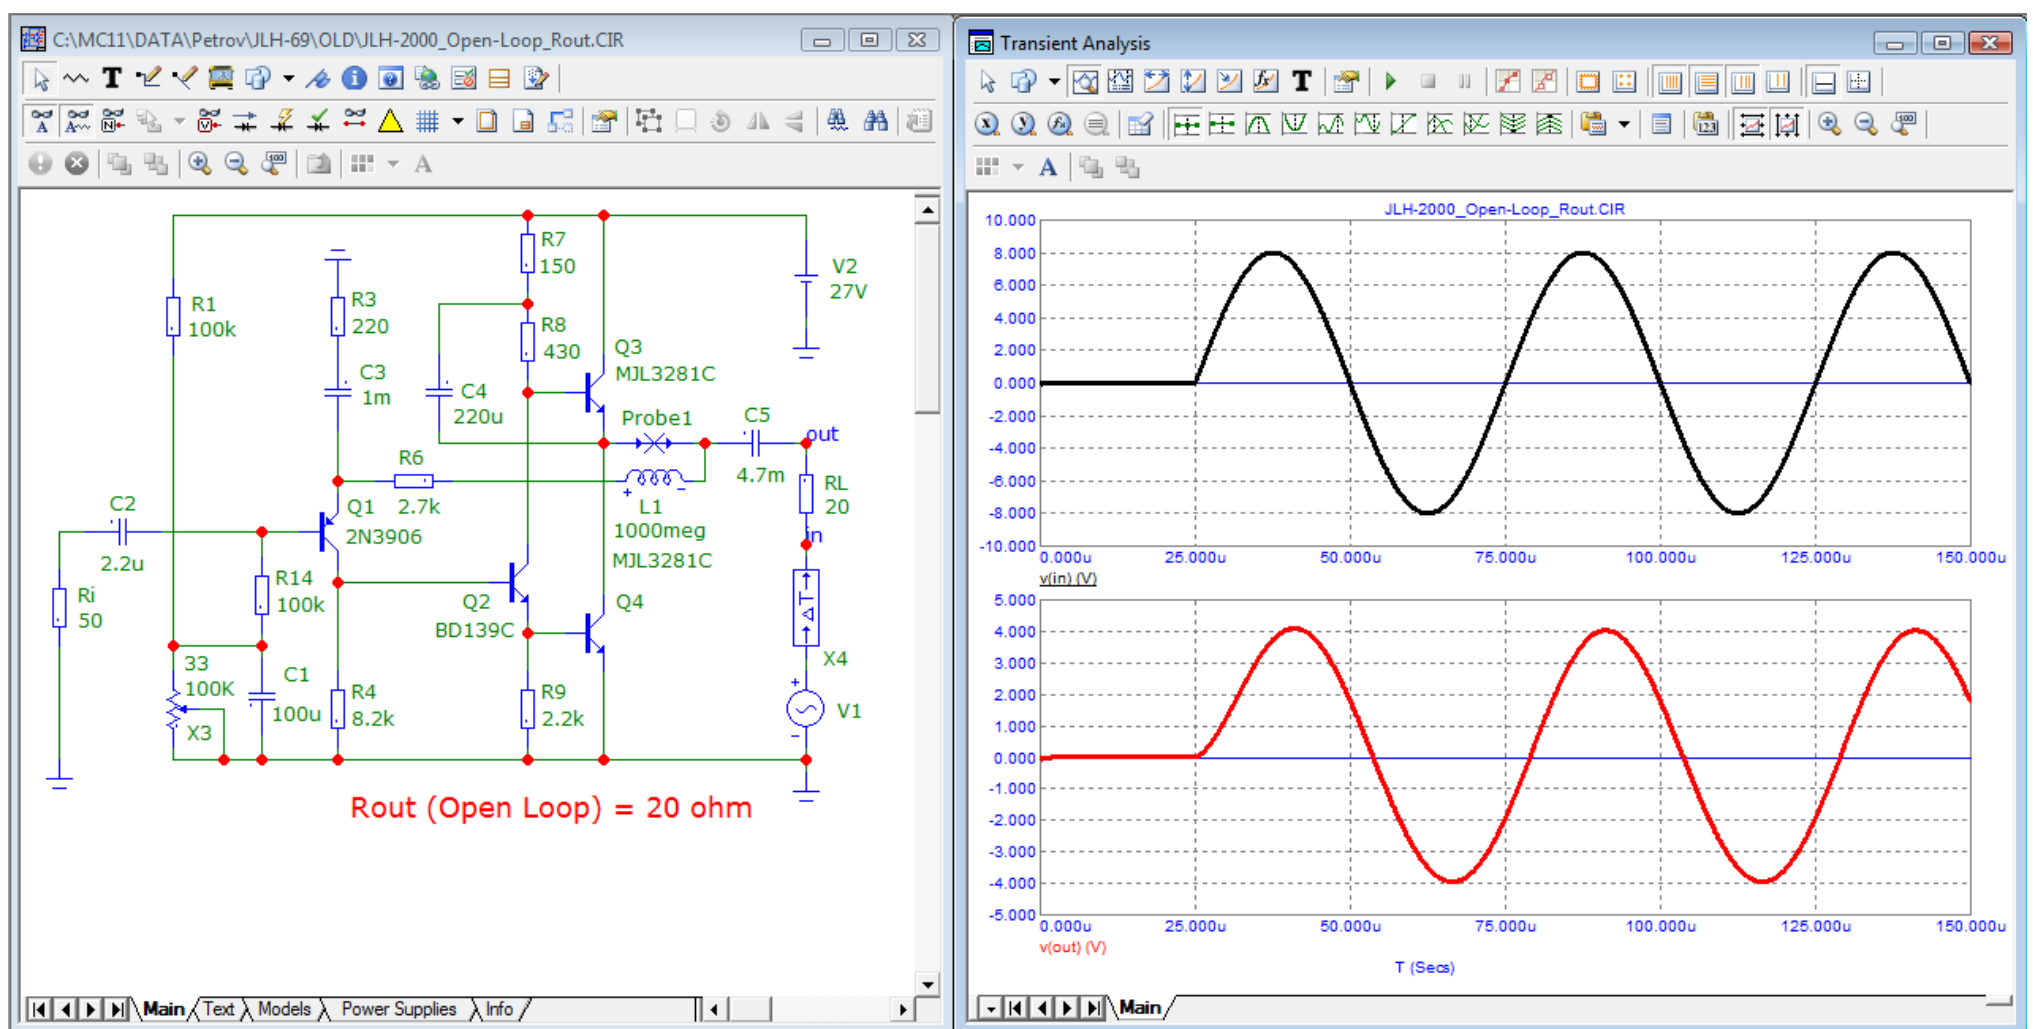 C:\MC11\DATA\Petrov\JLH-69\OLD\JLH-2000_Open-Loop_Rout.CIR
R7
150
R1
100k
R3
220
V2
27V
R8
430
C3
1m
C4
220u
Q3
MJL3281C
Probe1
C5
4.7m
out
R6
2.7k
L1
1000meg
RL
20
in
C2
2.2u
Q1
2N3906
MJL3281C
Ri
50
R14
100k
Q2
BD139C
Q4
ΔT
X4
33
100K
X3
C1
100u
R4
8.2k
R9
2.2k
V1
Rout (Open Loop) = 20 ohm
Main
Text
Models
Power Supplies
Info
Transient Analysis
JLH-2000_Open-Loop_Rout.CIR
10.000
8.000
6.000
4.000
2.000
0.000
-2.000
-4.000
-6.000
-8.000
-10.000
0.000u 25.000u 50.000u 75.000u 100.000u 125.000u 150.000u
v(in) (V)
5.000
4.000
3.000
2.000
1.000
0.000
-1.000
-2.000
-3.000
-4.000
-5.000
0.000u 25.000u 50.000u 75.000u 100.000u 125.000u 150.000u
v(out) (V)
T (Secs)
Main